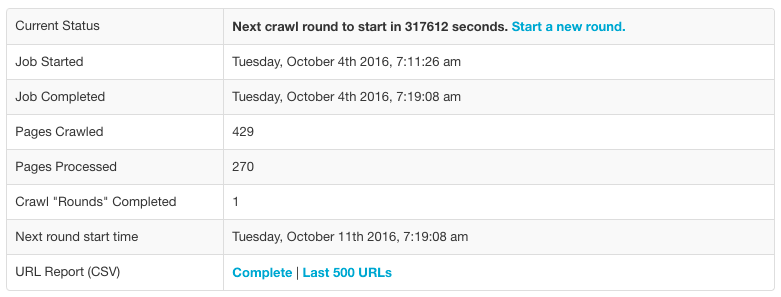 Current Status Next crawl round to start in 317612 seconds. Start a new round.
Job Started Tuesday, October 4th 2016, 7:11:26 am
Job Completed Tuesday, October 4th 2016, 7:19:08 am
Pages Crawled 429
Pages Processed 270
Crawl "Rounds" Completed 1
Next round start time Tuesday, October 11th 2016, 7:19:08 am
URL Report (CSV) Complete | Last 500 URLs